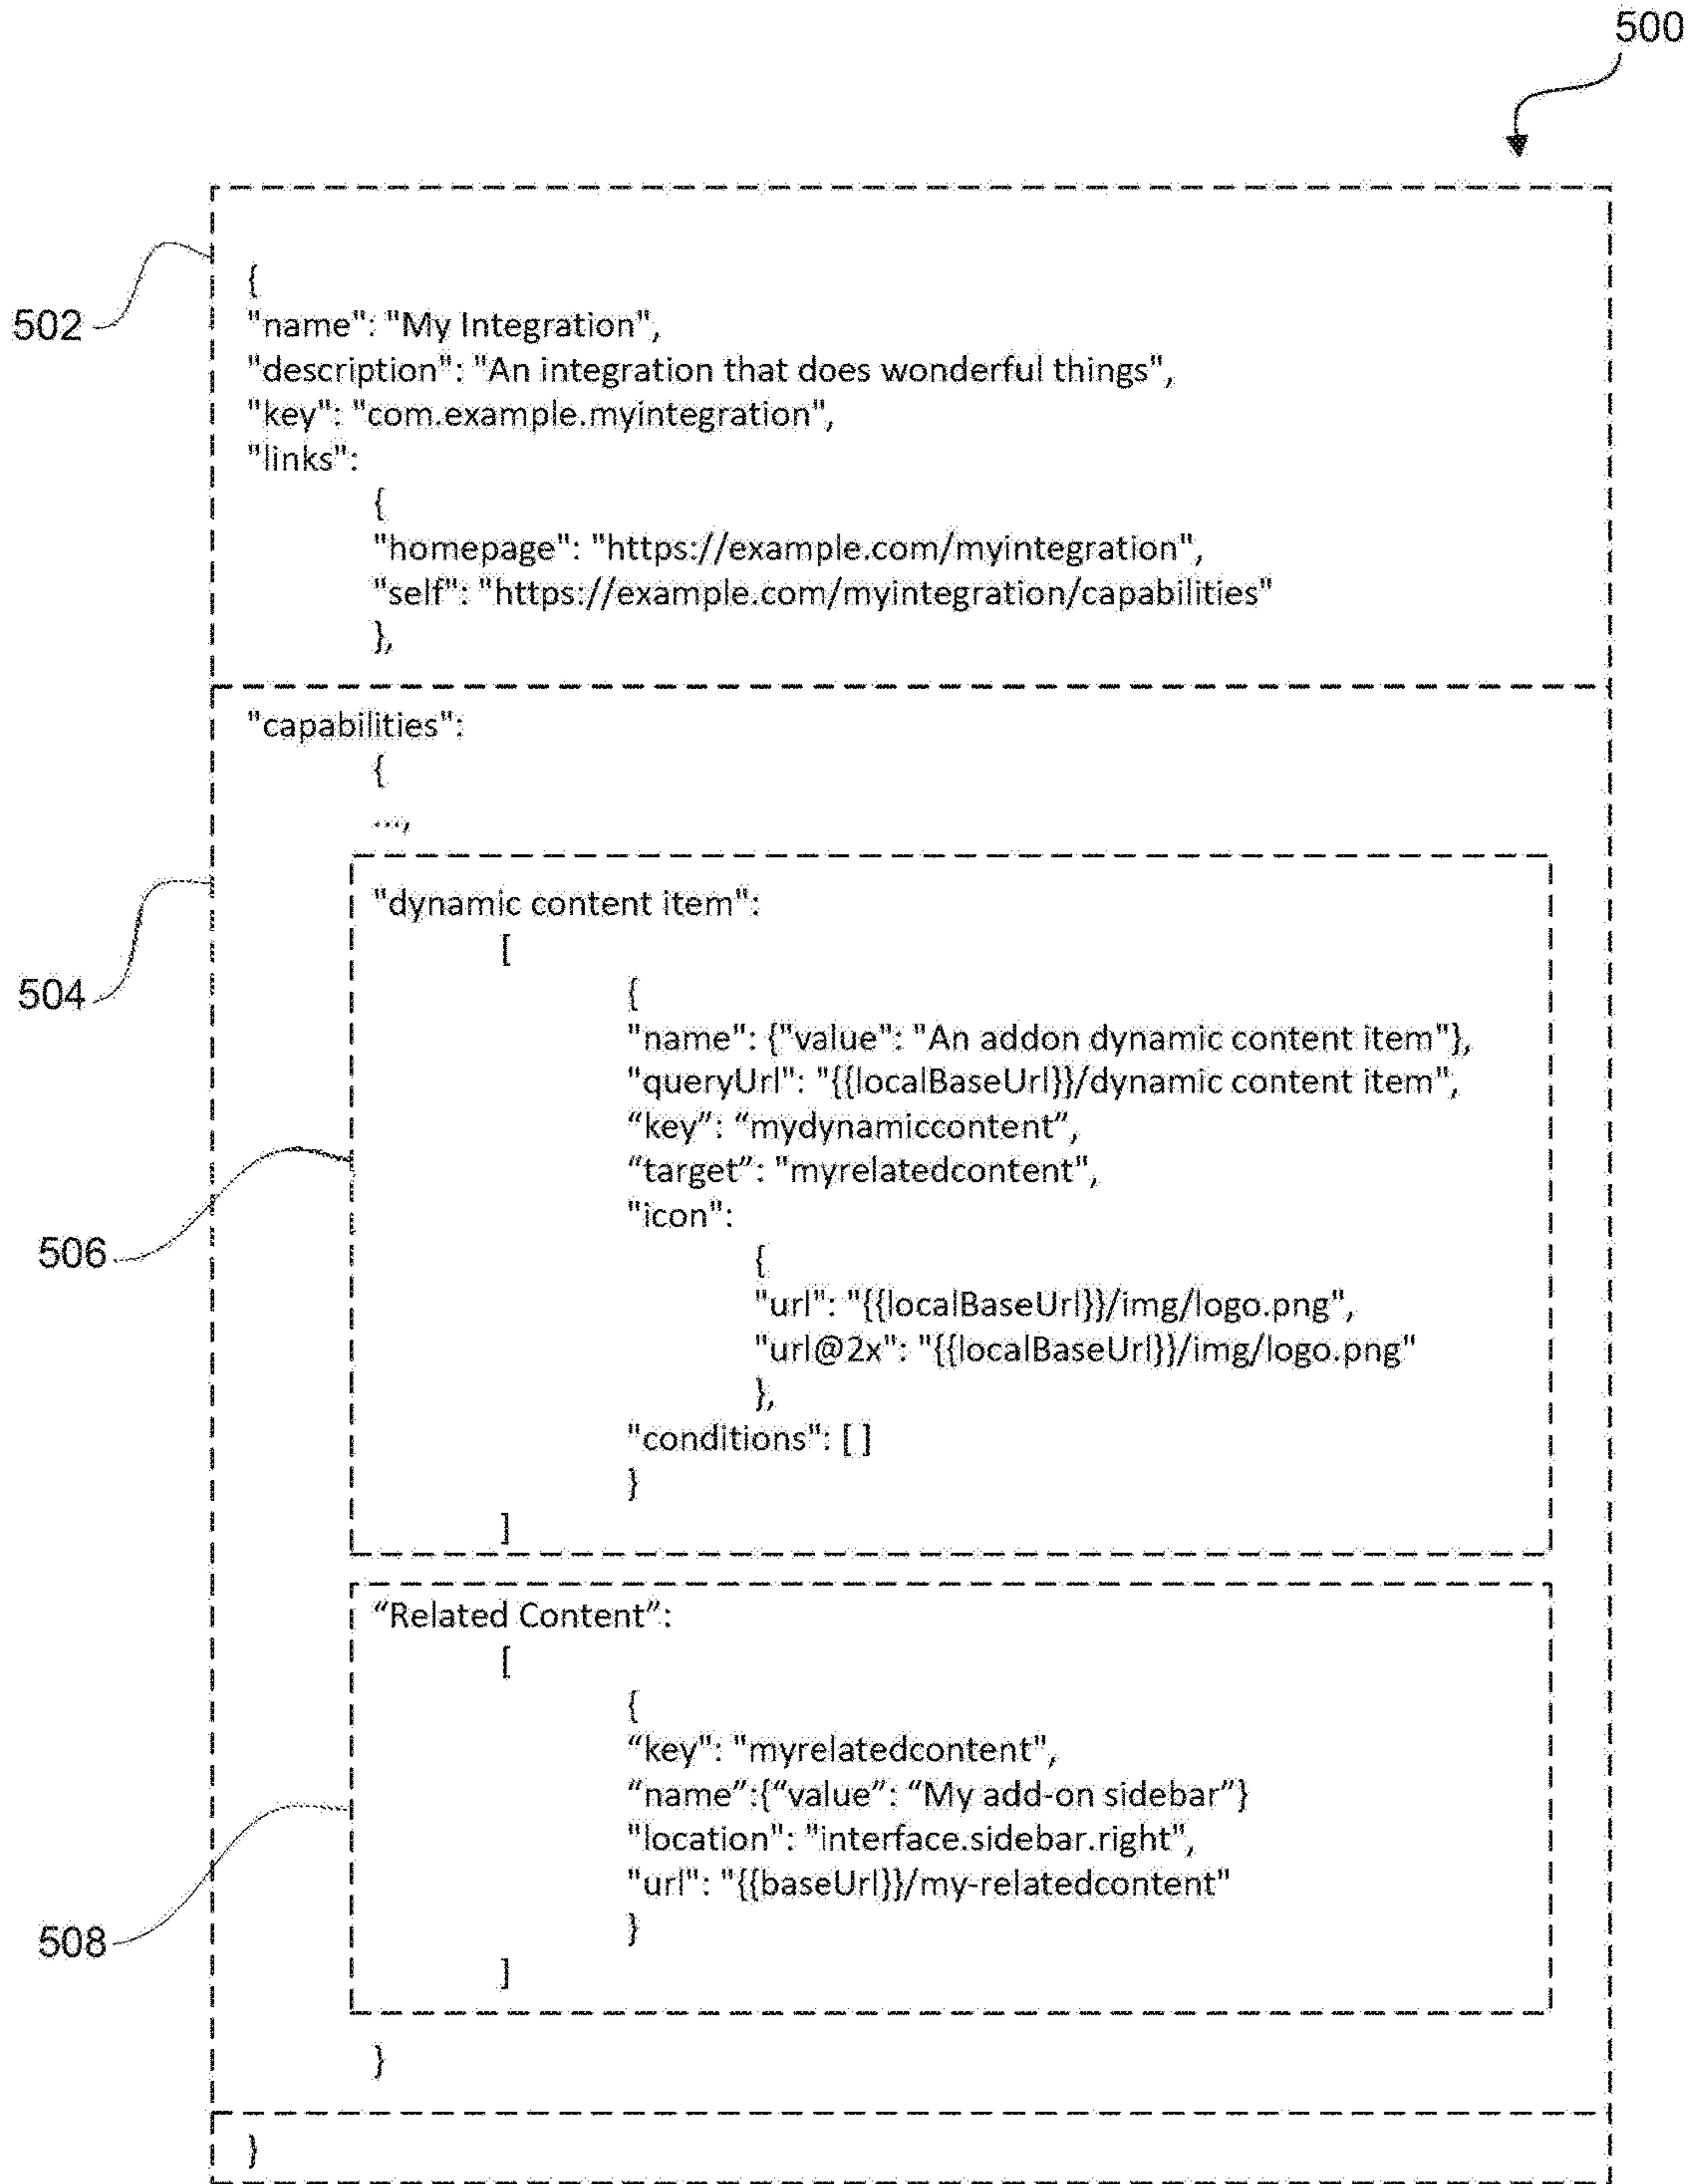 500
502
{
"name": "My Integration",
"description": "An integration that does wonderful things",
"key": "com.example.myintegration",
"links":
{
"homepage": "https://example.com/myintegration",
"self": "https://example.com/myintegration/capabilities"
},
504
"capabilities":
{
...,
506
"dynamic content item":
[
{
"name": {"value": "An addon dynamic content item"},
"queryUrl": "{{localBaseUrl}}/dynamic content item",
“key”: “mydynamiccontent”,
“target”: "myrelatedcontent",
"icon":
{
"url": "{{localBaseUrl}}/img/logo.png",
"url@2x": "{{localBaseUrl}}/img/logo.png"
},
"conditions": [ ]
}
]
508
“Related Content”:
[
{
“key": "myrelatedcontent",
“name”:{“value”: “My add-on sidebar”}
"location": "interface.sidebar.right",
"url": "{{baseUrl}}/my-relatedcontent"
}
]
}
}